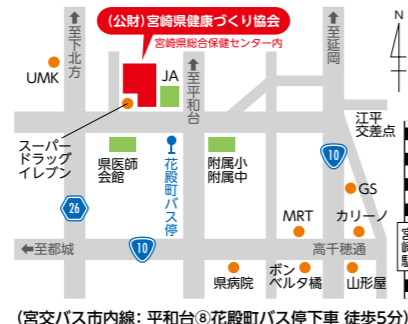 (公財)宮崎県健康づくり協会
宮崎県総合保健センター内
↑至下北方
↑至延岡
N
UMK
JA
↑至平和台
スーパー
ドラッグ
イレブン
県医師
会館
花殿町バス停
附属小
附属中
江平
交差点
10
26
GS
MRT
カリーノ
宮崎駅
←至都城
10
高千穂通
県病院
ボン
ベルタ橘
山形屋
(宮交バス市内線: 平和台⑧花殿町バス停下車 徒歩5分)